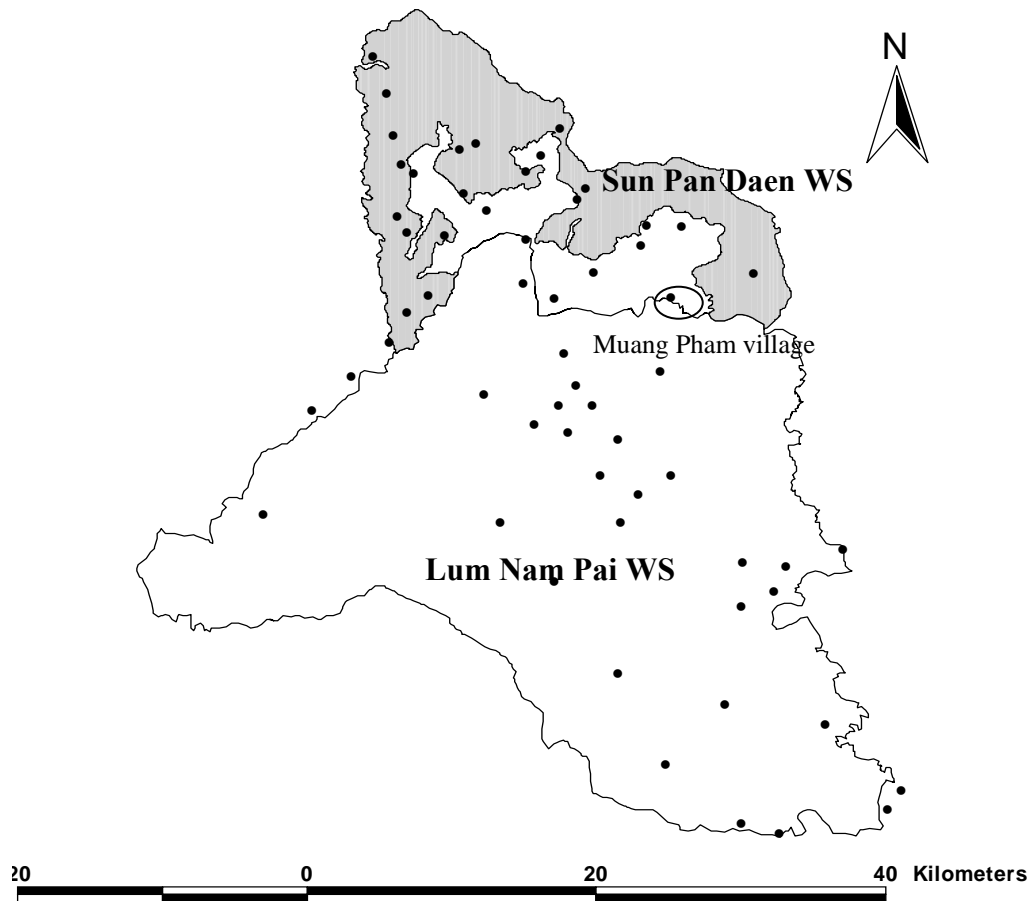 N
Sun Pan Daen WS
Muang Pham village
Lum Nam Pai WS
20 0 20 40 Kilometers